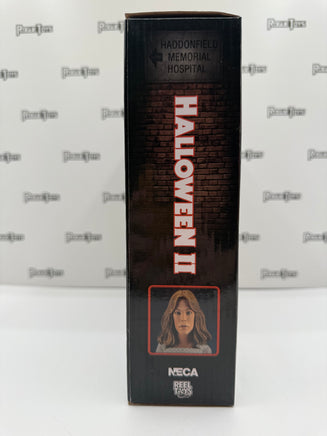 HADDONFIELD
MEMORIAL
HOSPITAL
HALLOWEEN II
NECA
REEL
TOYS